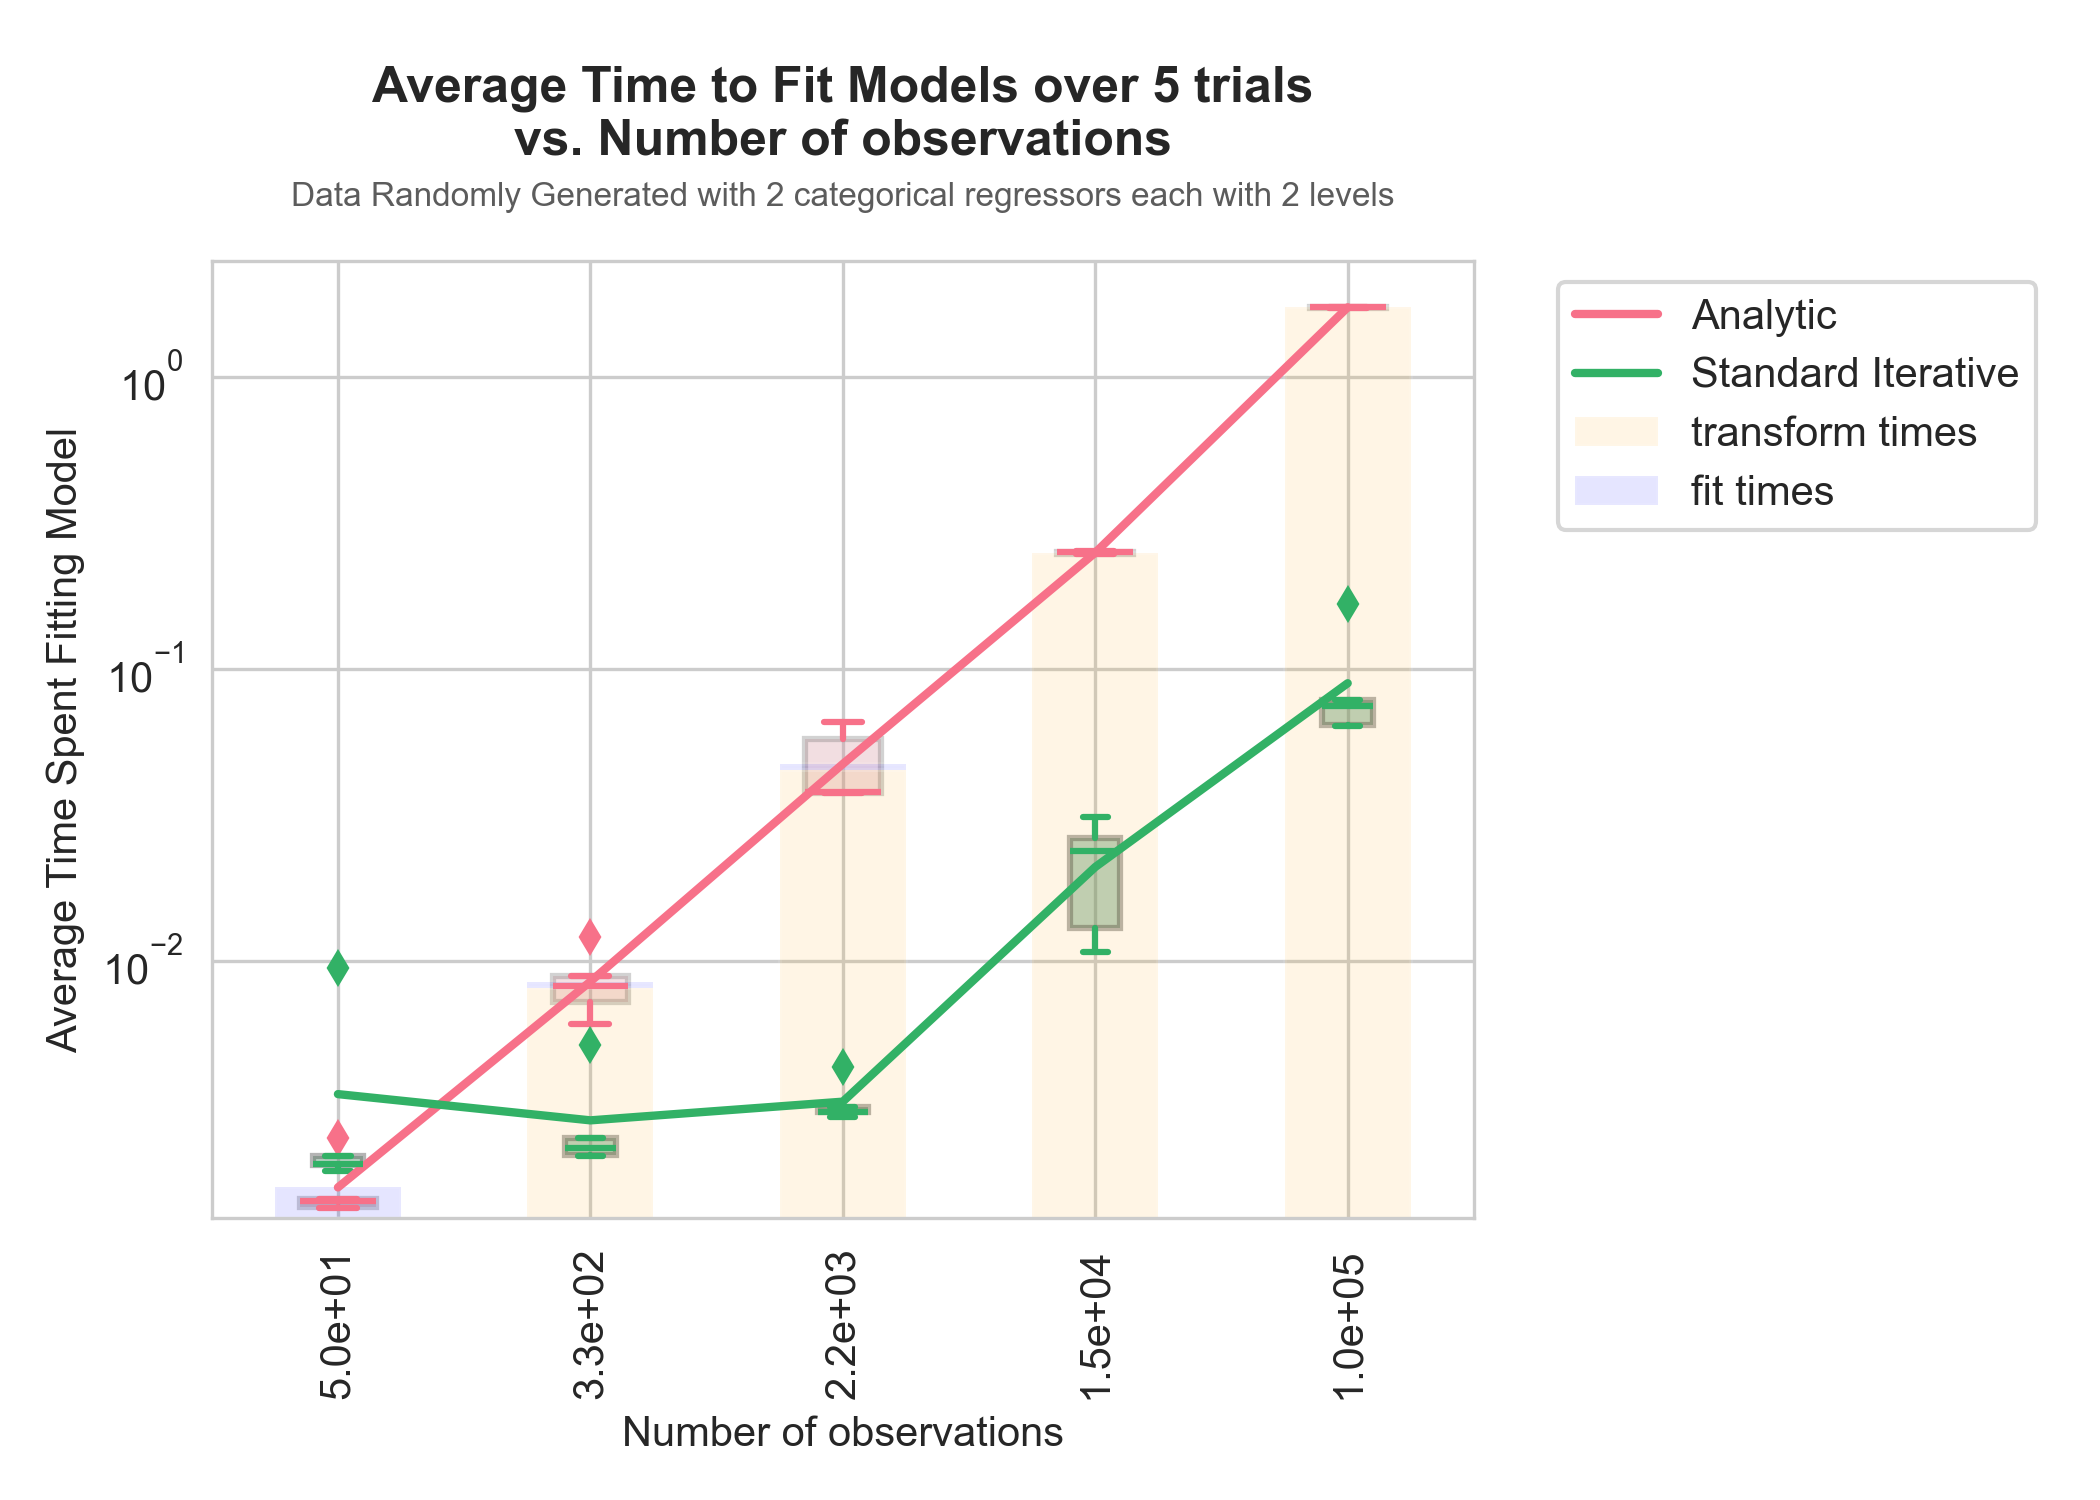 Average Time to Fit Models over 5 trials
vs. Number of observations
Data Randomly Generated with 2 categorical regressors each with 2 levels
Average Time Spent Fitting Model
10⁰
10⁻¹
10⁻²
5.0e+01
3.3e+02
2.2e+03
1.5e+04
1.0e+05
Number of observations
Analytic
Standard Iterative
transform times
fit times